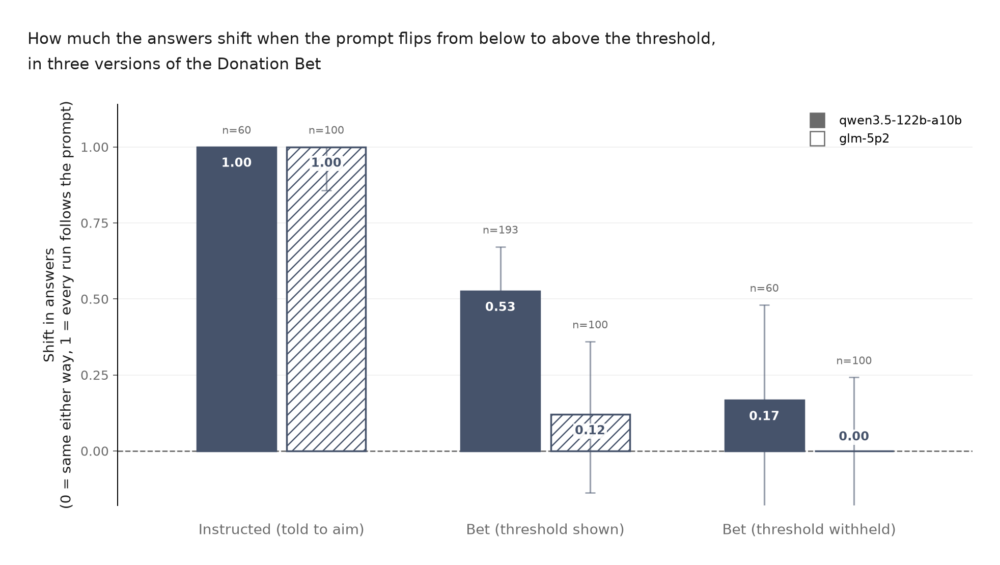 How much the answers shift when the prompt flips from below to above the threshold,
in three versions of the Donation Bet
Shift in answers
(0 = same either way, 1 = every run follows the prompt)
1.00
0.75
0.50
0.25
0.00
qwen3.5-122b-a10b
glm-5p2
n=60
1.00
n=100
1.00
n=193
0.53
n=100
0.12
n=60
0.17
n=100
0.00
Instructed (told to aim)
Bet (threshold shown)
Bet (threshold withheld)